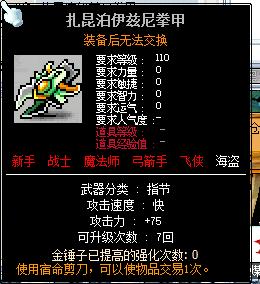 扎昆泊伊兹尼拳甲
装备后无法交换
要求等级： 110
要求力量： 0
要求敏捷： 0
要求智力： 0
要求运气： 0
要求人气度：-
道具等级： -
道具经验值：-
新手 战士 魔法师 弓箭手 飞侠 海盗
武器分类 ： 指节
攻击速度 ： 快
攻击力 ： +75
可升级次数 ： 7回
金锤子已提高的强化次数: 0
使用宿命剪刀，可以使物品交易1次。